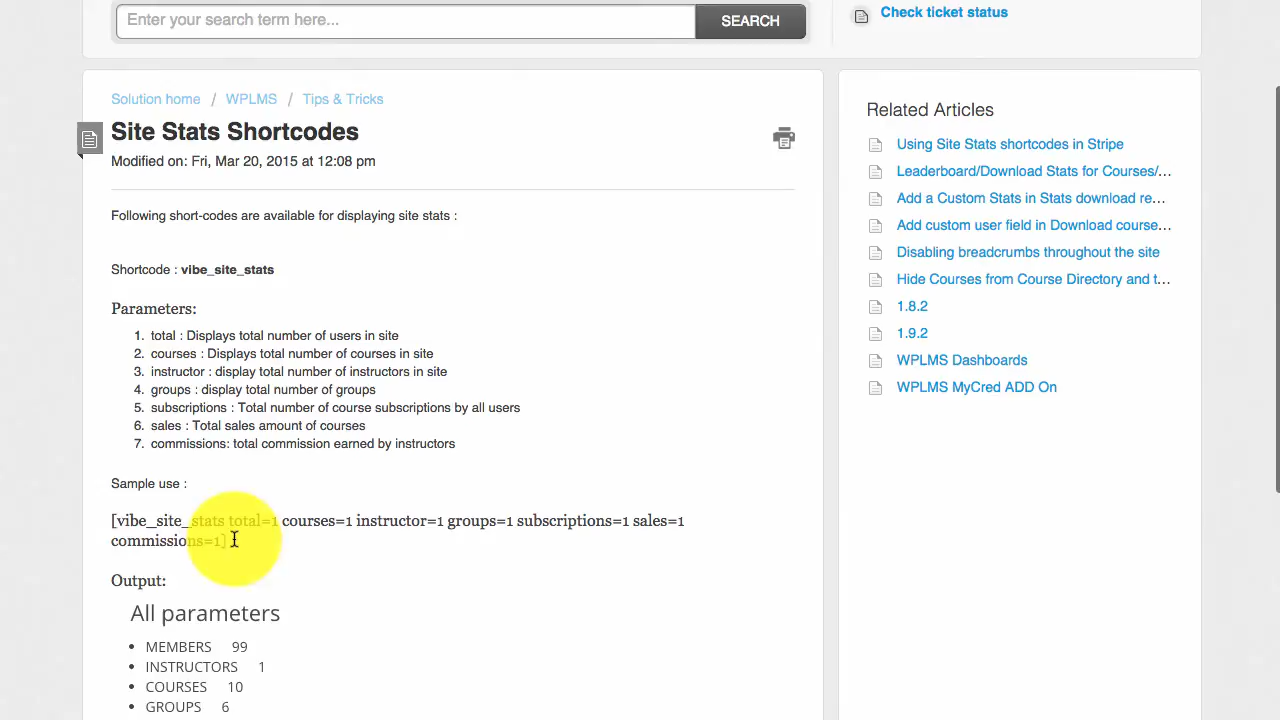 Enter your search term here...
SEARCH
Check ticket status
Solution home / WPLMS / Tips & Tricks
Site Stats Shortcodes
Modified on: Fri, Mar 20, 2015 at 12:08 pm
Following short-codes are available for displaying site stats :
Shortcode : vibe_site_stats
Parameters:
1. total : Displays total number of users in site
2. courses : Displays total number of courses in site
3. instructor : display total number of instructors in site
4. groups : display total number of groups
5. subscriptions : Total number of course subscriptions by all users
6. sales : Total sales amount of courses
7. commissions: total commission earned by instructors
Sample use :
[vibe_site_stats total=1 courses=1 instructor=1 groups=1 subscriptions=1 sales=1
commissions=1]
Output:
All parameters
• MEMBERS 99
• INSTRUCTORS 1
• COURSES 10
• GROUPS 6
Related Articles
Using Site Stats shortcodes in Stripe
Leaderboard/Download Stats for Courses/...
Add a Custom Stats in Stats download re...
Add custom user field in Download course...
Disabling breadcrumbs throughout the site
Hide Courses from Course Directory and t...
1.8.2
1.9.2
WPLMS Dashboards
WPLMS MyCred ADD On